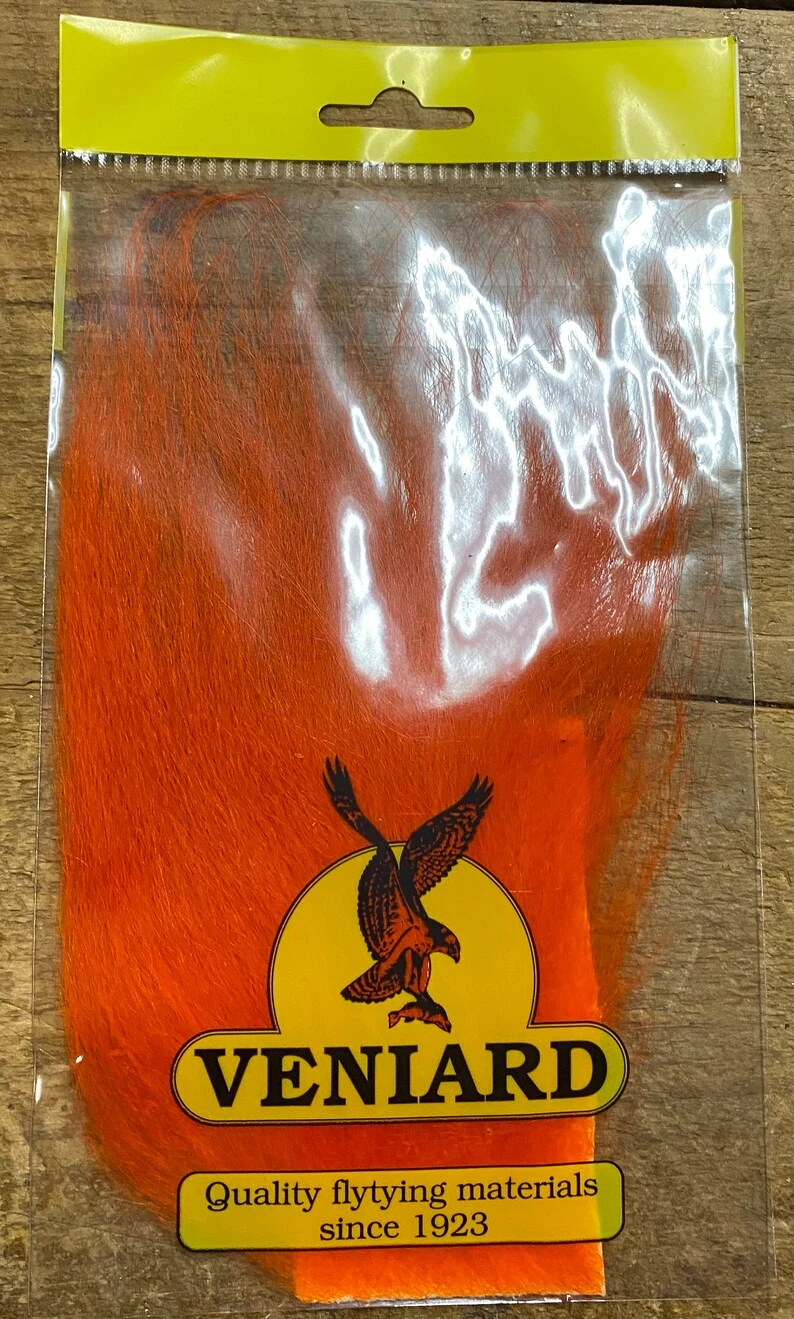 VENIARD
Quality flytying materials
since 1923